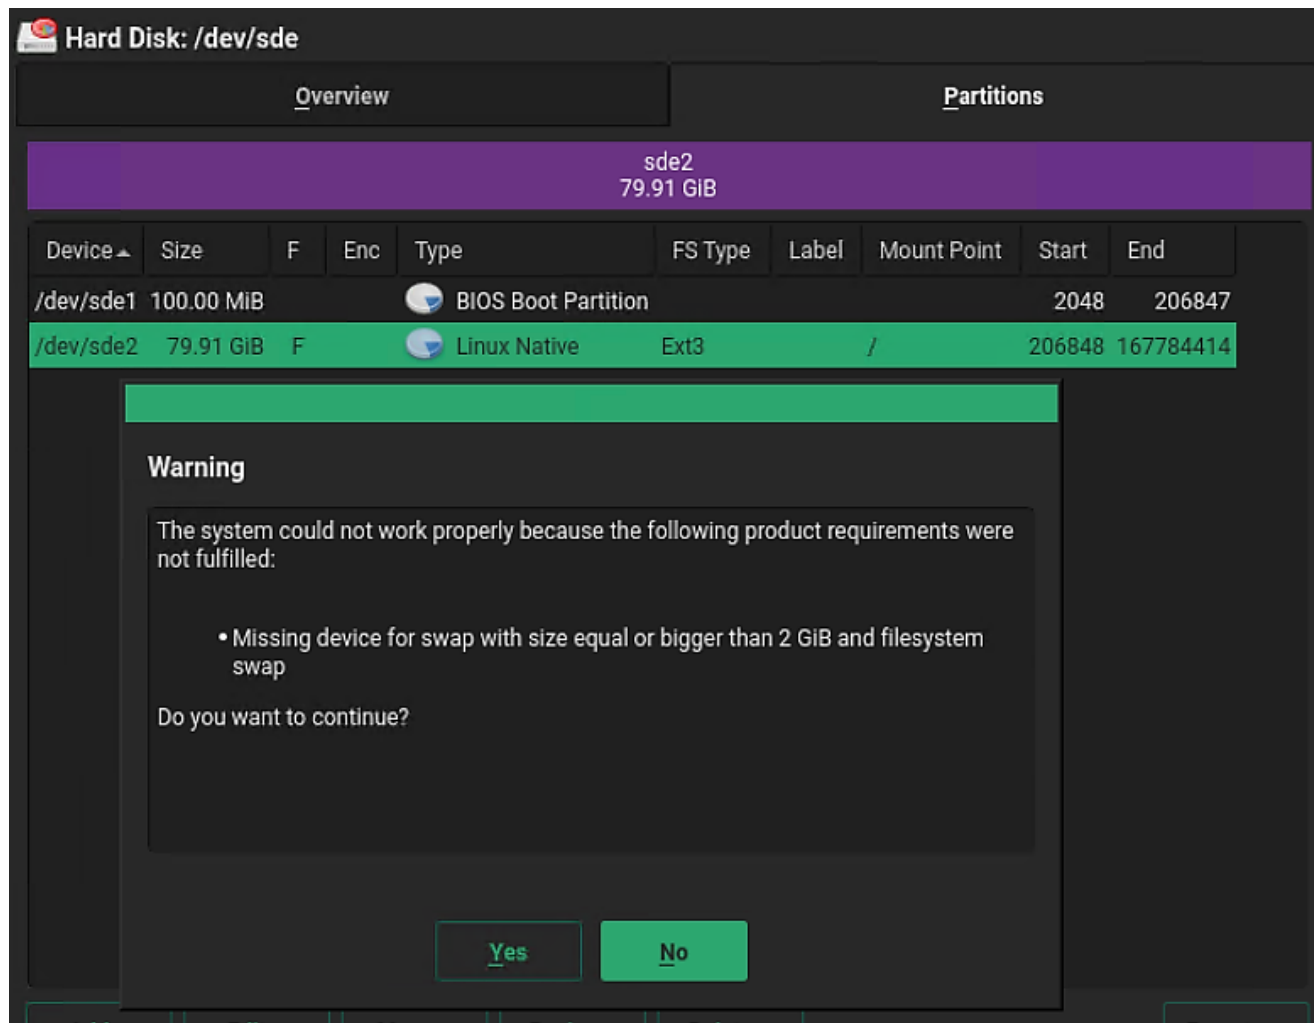 Hard Disk: /dev/sde
Overview
Partitions
sde2
79.91 GiB
Device Size F Enc Type FS Type Label Mount Point Start End
/dev/sde1 100.00 MiB BIOS Boot Partition 2048 206847
/dev/sde2 79.91 GiB F Linux Native Ext3 / 206848 167784414
Warning
The system could not work properly because the following product requirements were
not fulfilled:
• Missing device for swap with size equal or bigger than 2 GiB and filesystem
swap
Do you want to continue?
Yes
No